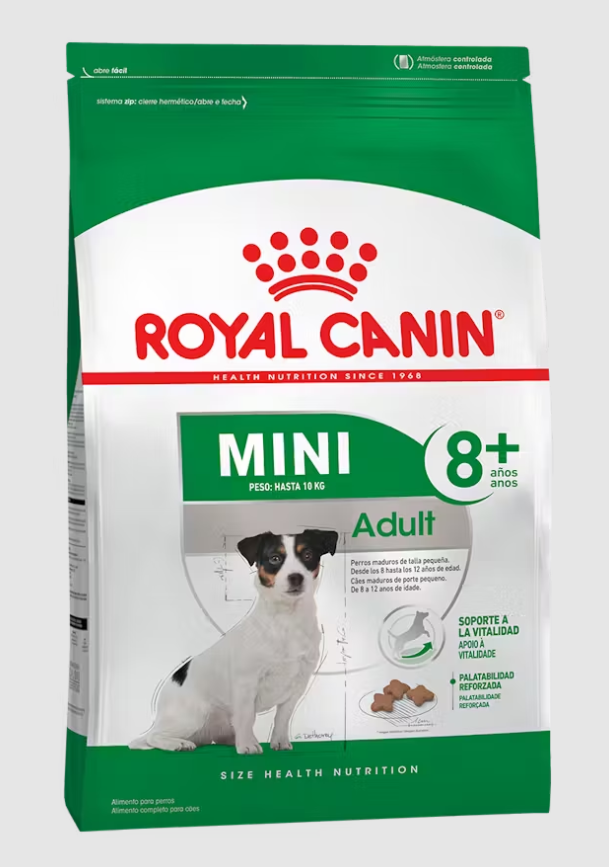 abre fácil
Atmósfera controlada
Atmosfera controlada
sistema zip: cierre hermético/abre e fecha
ROYAL CANIN®
HEALTH NUTRITION SINCE 1968
MINI
PESO: HASTA 10 KG
8+
años
anos
Adult
Perros maduros de talla pequeña.
Desde los 8 hasta los 12 años de edad.
Cães maduros de porte pequeno.
De 8 a 12 anos de idade.
SOPORTE A
LA VITALIDAD
APOIO À
VITALIDADE
PALATABILIDAD
REFORZADA
PALATABILIDADE
REFORÇADA
SIZE HEALTH NUTRITION
Alimento para perros
Alimento completo para cães